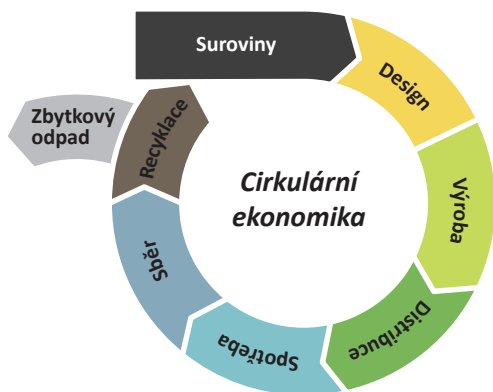 Suroviny
Design
Výroba
Distribuce
Spotřeba
Sběr
Recyklace
Zbytkový
odpad
Cirkulární
ekonomika